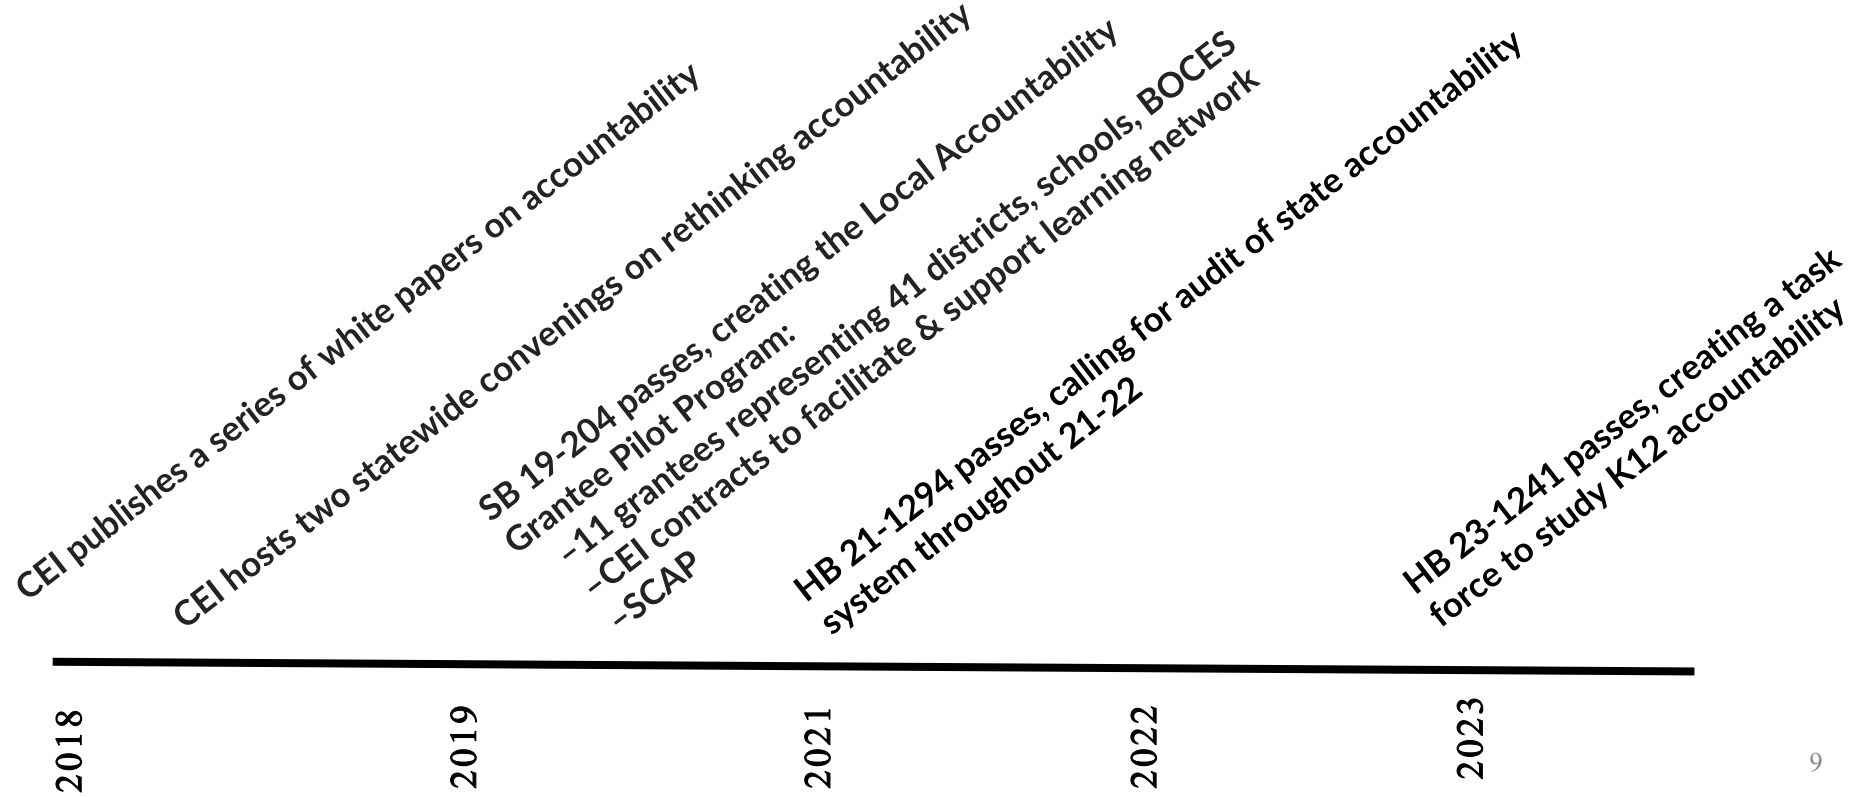 CEI publishes a series of white papers on accountability
CEI hosts two statewide convenings on rethinking accountability
SB 19-204 passes, creating the Local Accountability
Grantee Pilot Program:
–11 grantees representing 41 districts, schools, BOCES
–CEI contracts to facilitate & support learning network
–SCAP
HB 21-1294 passes, calling for audit of state accountability
system throughout 21-22
HB 23-1241 passes, creating a task
force to study K12 accountability
2018
2019
2021
2022
2023
9